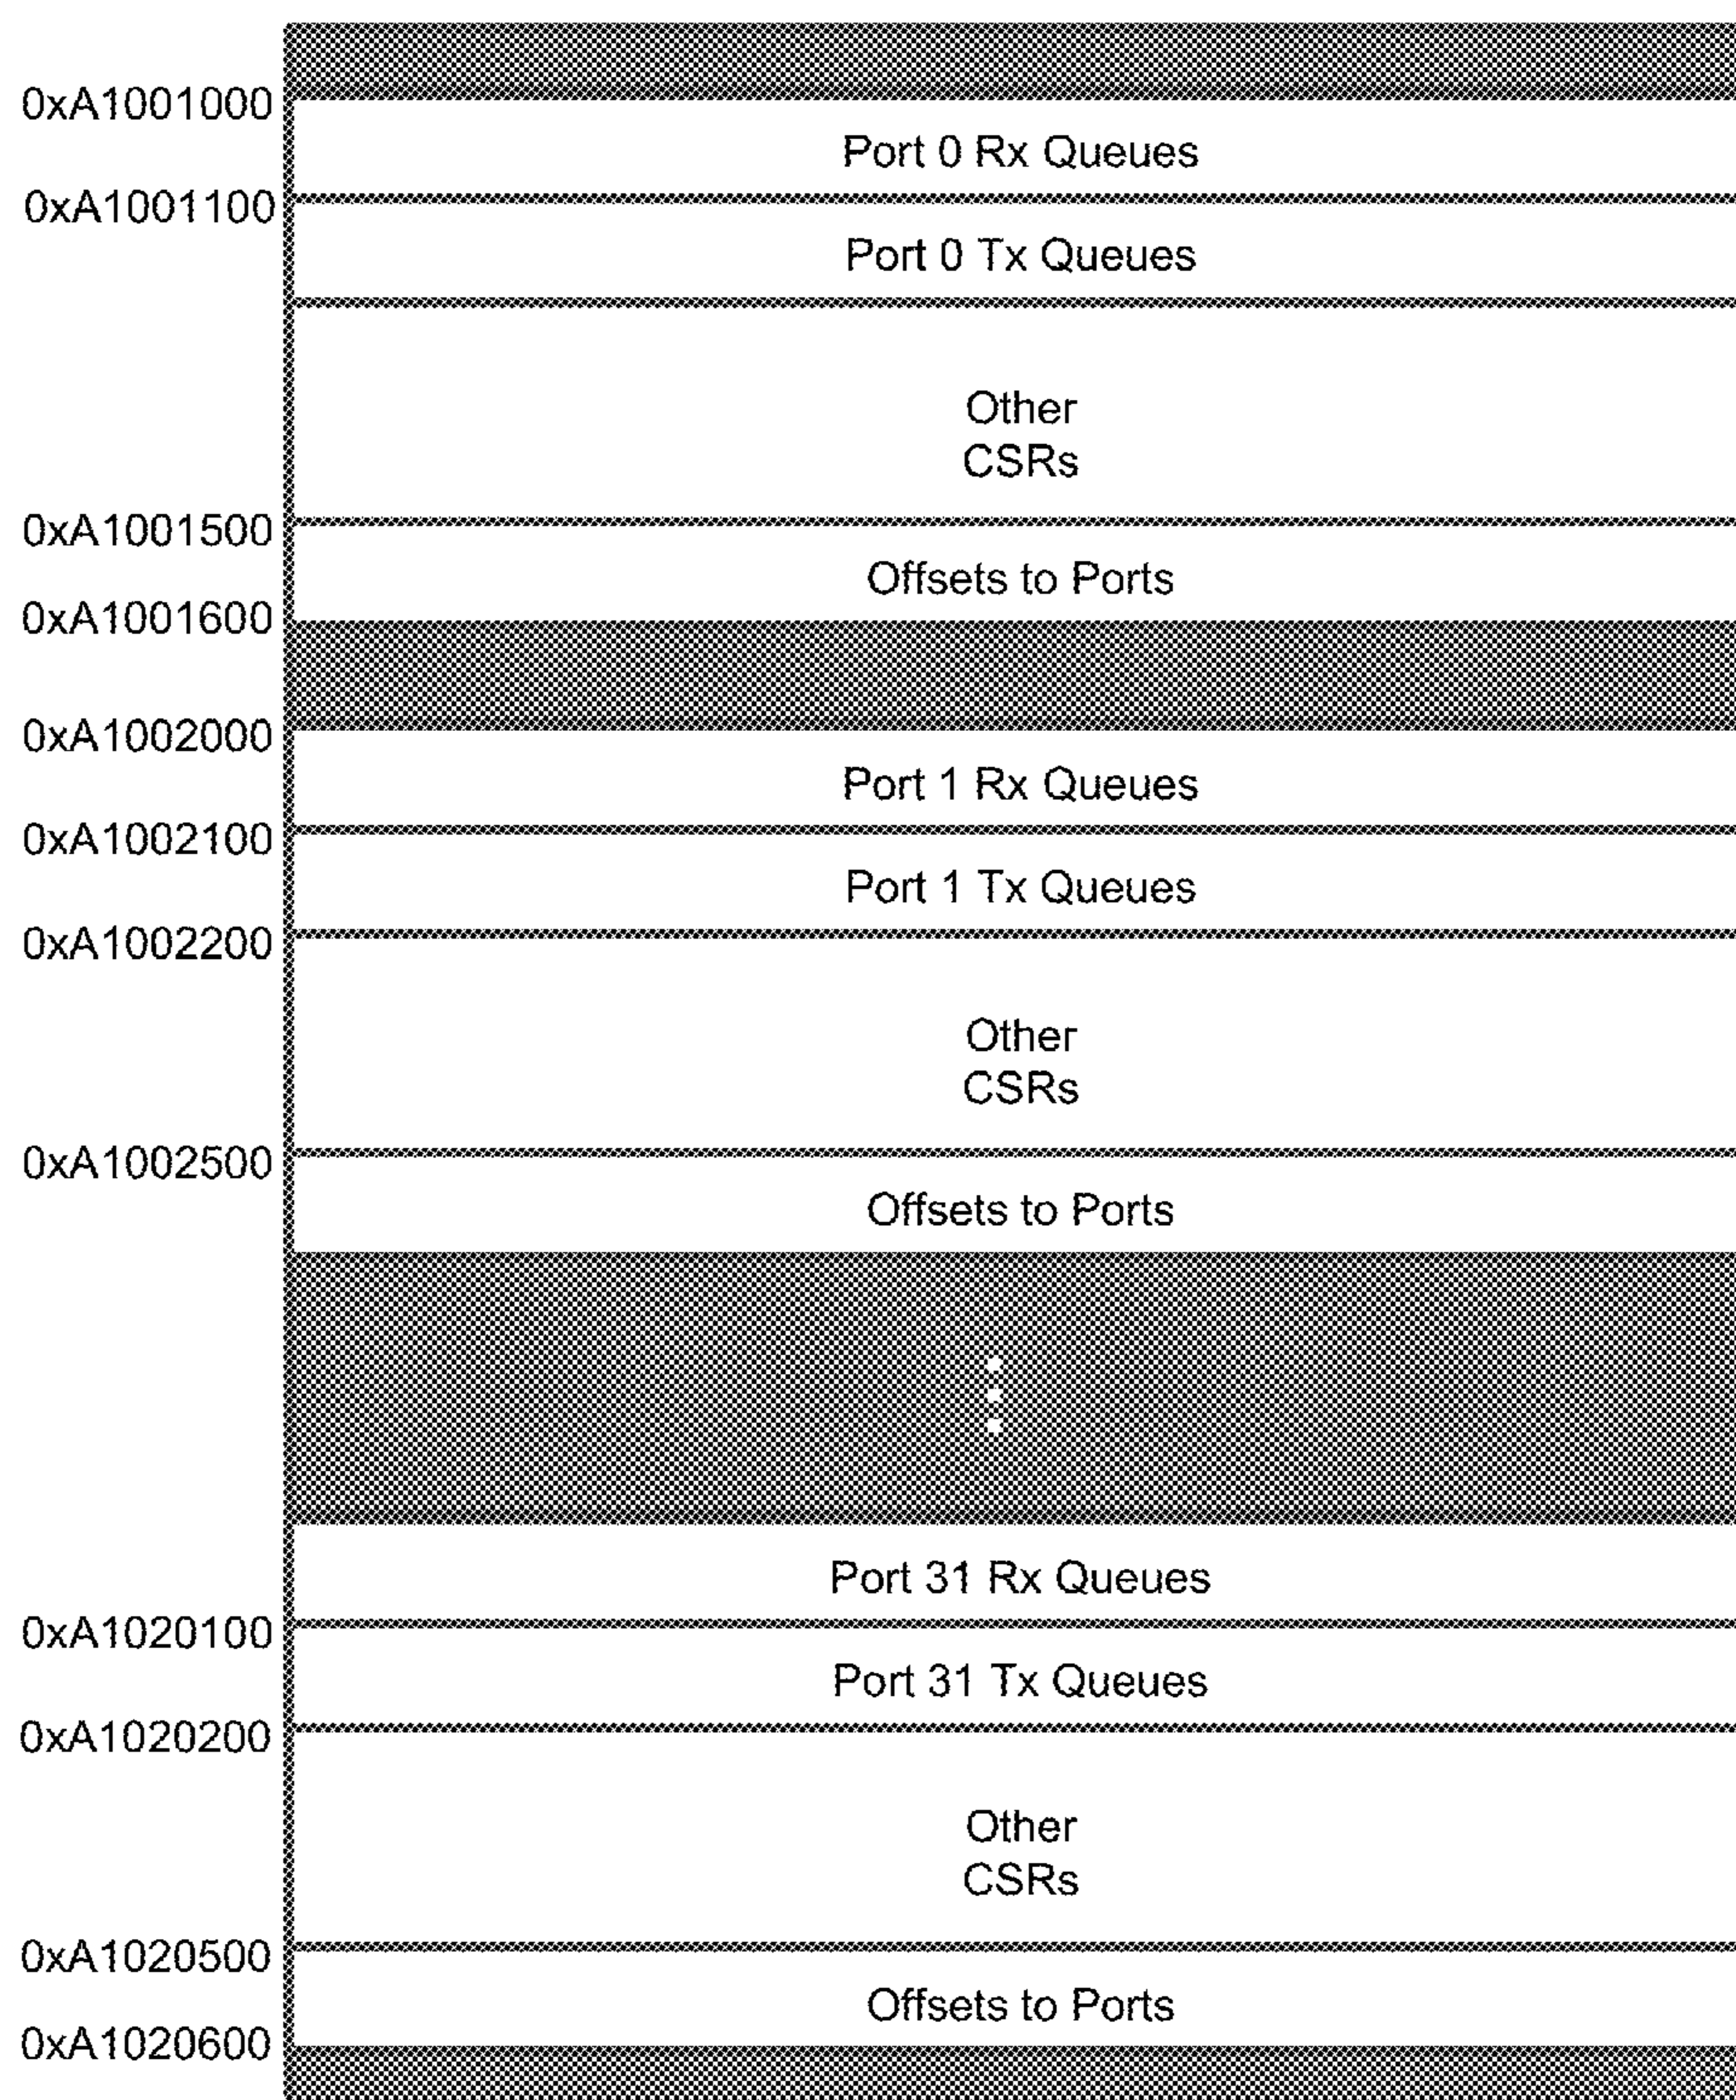 0xA1001000
Port 0 Rx Queues
0xA1001100
Port 0 Tx Queues
Other
CSRs
0xA1001500
Offsets to Ports
0xA1001600
0xA1002000
Port 1 Rx Queues
0xA1002100
Port 1 Tx Queues
0xA1002200
Other
CSRs
0xA1002500
Offsets to Ports
Port 31 Rx Queues
0xA1020100
Port 31 Tx Queues
0xA1020200
Other
CSRs
0xA1020500
Offsets to Ports
0xA1020600